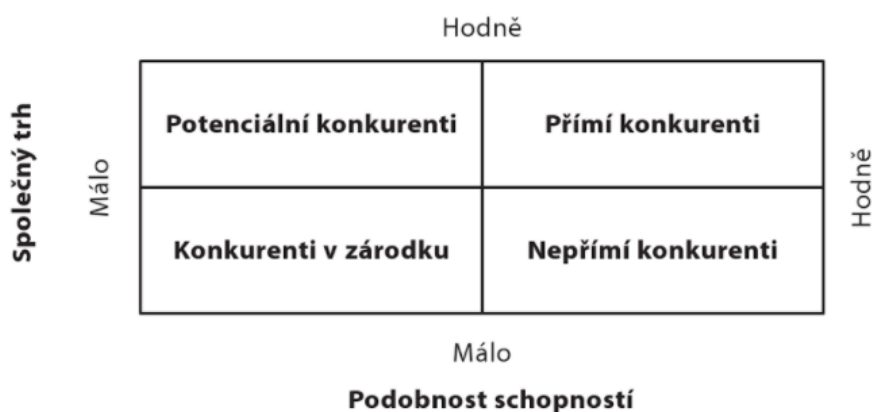 Hodně
Společný trh
Málo
Potenciální konkurenti
Přímí konkurenti
Hodně
Konkurenti v zárodku
Nepřímí konkurenti
Málo
Podobnost schopností